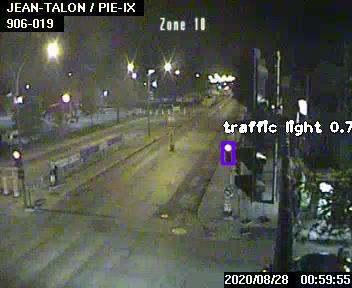 JEAN-TALON / PIE-IX
906-019
Zone 10
traffic light 0.7
2020/08/28 00:59:55